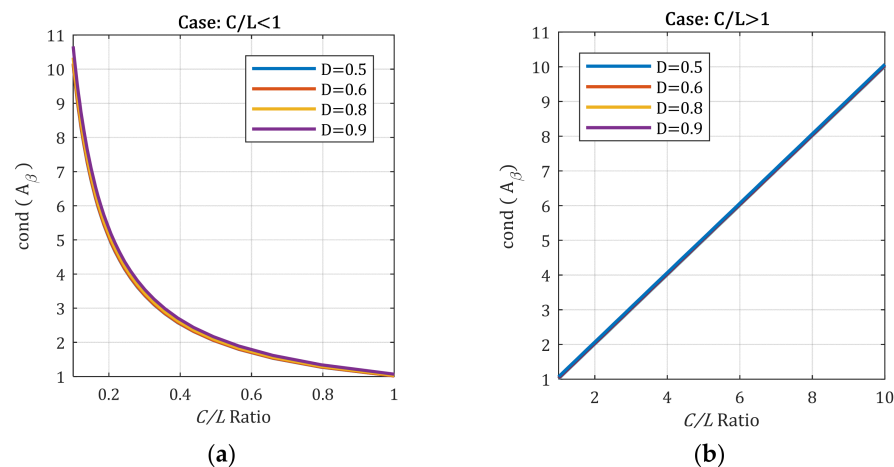 Case: C/L<1
11
10
9
8
7
6
5
4
3
2
1
cond ( A β )
D=0.5
D=0.6
D=0.8
D=0.9
0.2
0.4
0.6
0.8
1
C/L Ratio
(a)
Case: C/L>1
11
10
9
8
7
6
5
4
3
2
1
cond ( A β )
D=0.5
D=0.6
D=0.8
D=0.9
2
4
6
8
10
C/L Ratio
(b)